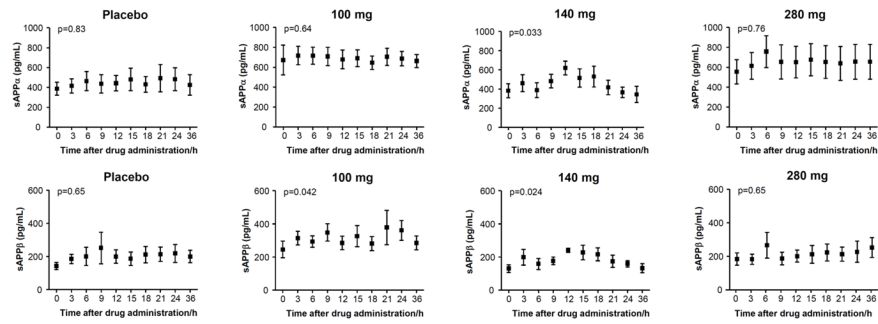 Placebo
p=0.83
sAPPα (pg/mL)
1000
800
600
400
200
0
0 3 6 9 12 15 18 21 24 36
Time after drug administration/h
100 mg
p=0.64
sAPPα (pg/mL)
1000
800
600
400
200
0
0 3 6 9 12 15 18 21 24 36
Time after drug administration/h
140 mg
p=0.033
sAPPα (pg/mL)
1000
800
600
400
200
0
0 3 6 9 12 15 18 21 24 36
Time after drug administration/h
280 mg
p=0.76
sAPPα (pg/mL)
1000
800
600
400
200
0
0 3 6 9 12 15 18 21 24 36
Time after drug administration/h
Placebo
p=0.65
sAPPβ (pg/mL)
600
400
200
0
0 3 6 9 12 15 18 21 24 36
Time after drug administration/h
100 mg
p=0.042
sAPPβ (pg/mL)
600
400
200
0
0 3 6 9 12 15 18 21 24 36
Time after drug administration/h
140 mg
p=0.024
sAPPβ (pg/mL)
600
400
200
0
0 3 6 9 12 15 18 21 24 36
Time after drug administration/h
280 mg
p=0.65
sAPPβ (pg/mL)
600
400
200
0
0 3 6 9 12 15 18 21 24 36
Time after drug administration/h